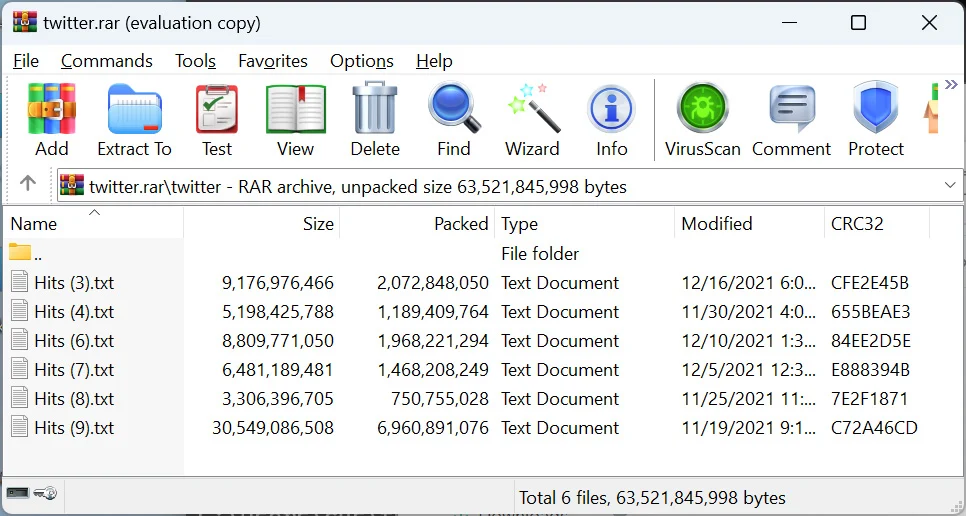 twitter.rar (evaluation copy)
File Commands Tools Favorites Options Help
Add Extract To Test View Delete Find Wizard Info VirusScan Comment Protect
twitter.rar\twitter - RAR archive, unpacked size 63,521,845,998 bytes
Name Size Packed Type Modified CRC32
.. File folder
Hits (3).txt 9,176,976,466 2,072,848,050 Text Document 12/16/2021 6:0... CFE2E45B
Hits (4).txt 5,198,425,788 1,189,409,764 Text Document 11/30/2021 4:0... 655BEAE3
Hits (6).txt 8,809,771,050 1,968,221,294 Text Document 12/10/2021 1:3... 84EE2D5E
Hits (7).txt 6,481,189,481 1,468,208,249 Text Document 12/5/2021 12:3... E888394B
Hits (8).txt 3,306,396,705 750,755,028 Text Document 11/25/2021 11:... 7E2F1871
Hits (9).txt 30,549,086,508 6,960,891,076 Text Document 11/19/2021 9:1... C72A46CD
Total 6 files, 63,521,845,998 bytes